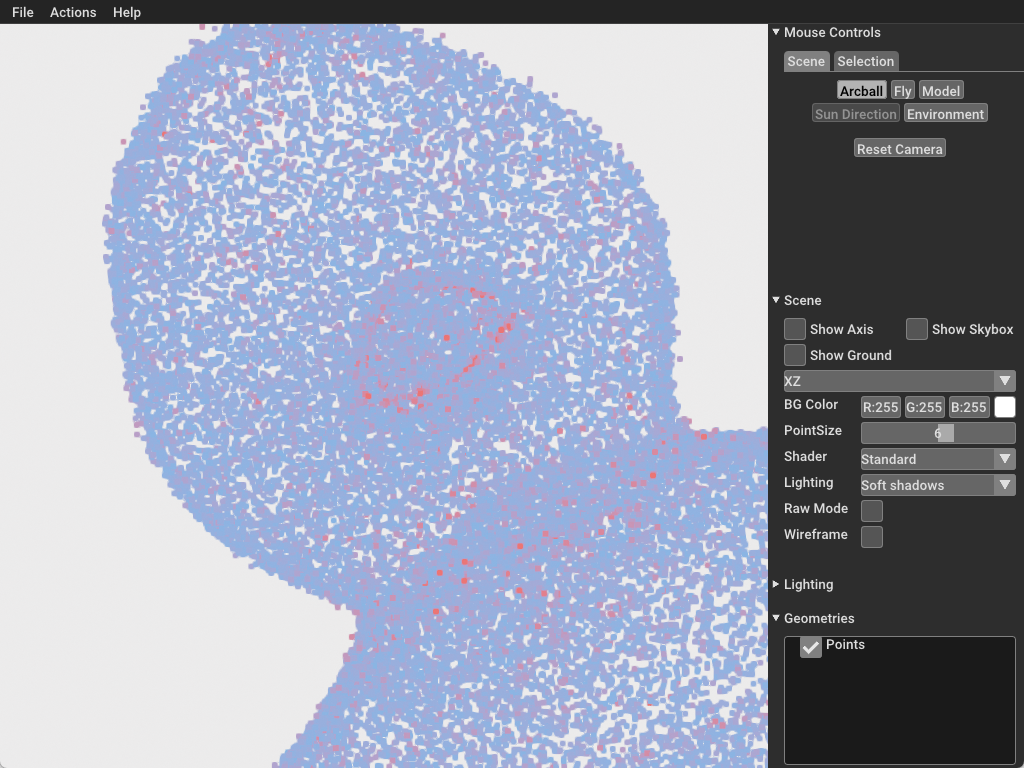 File Actions Help
Mouse Controls
Scene Selection
Arcball Fly Model
Sun Direction Environment
Reset Camera
Scene
Show Axis Show Skybox
Show Ground
XZ
BG Color R:255 G:255 B:255
PointSize 6
Shader Standard
Lighting Soft shadows
Raw Mode
Wireframe
Lighting
Geometries
Points